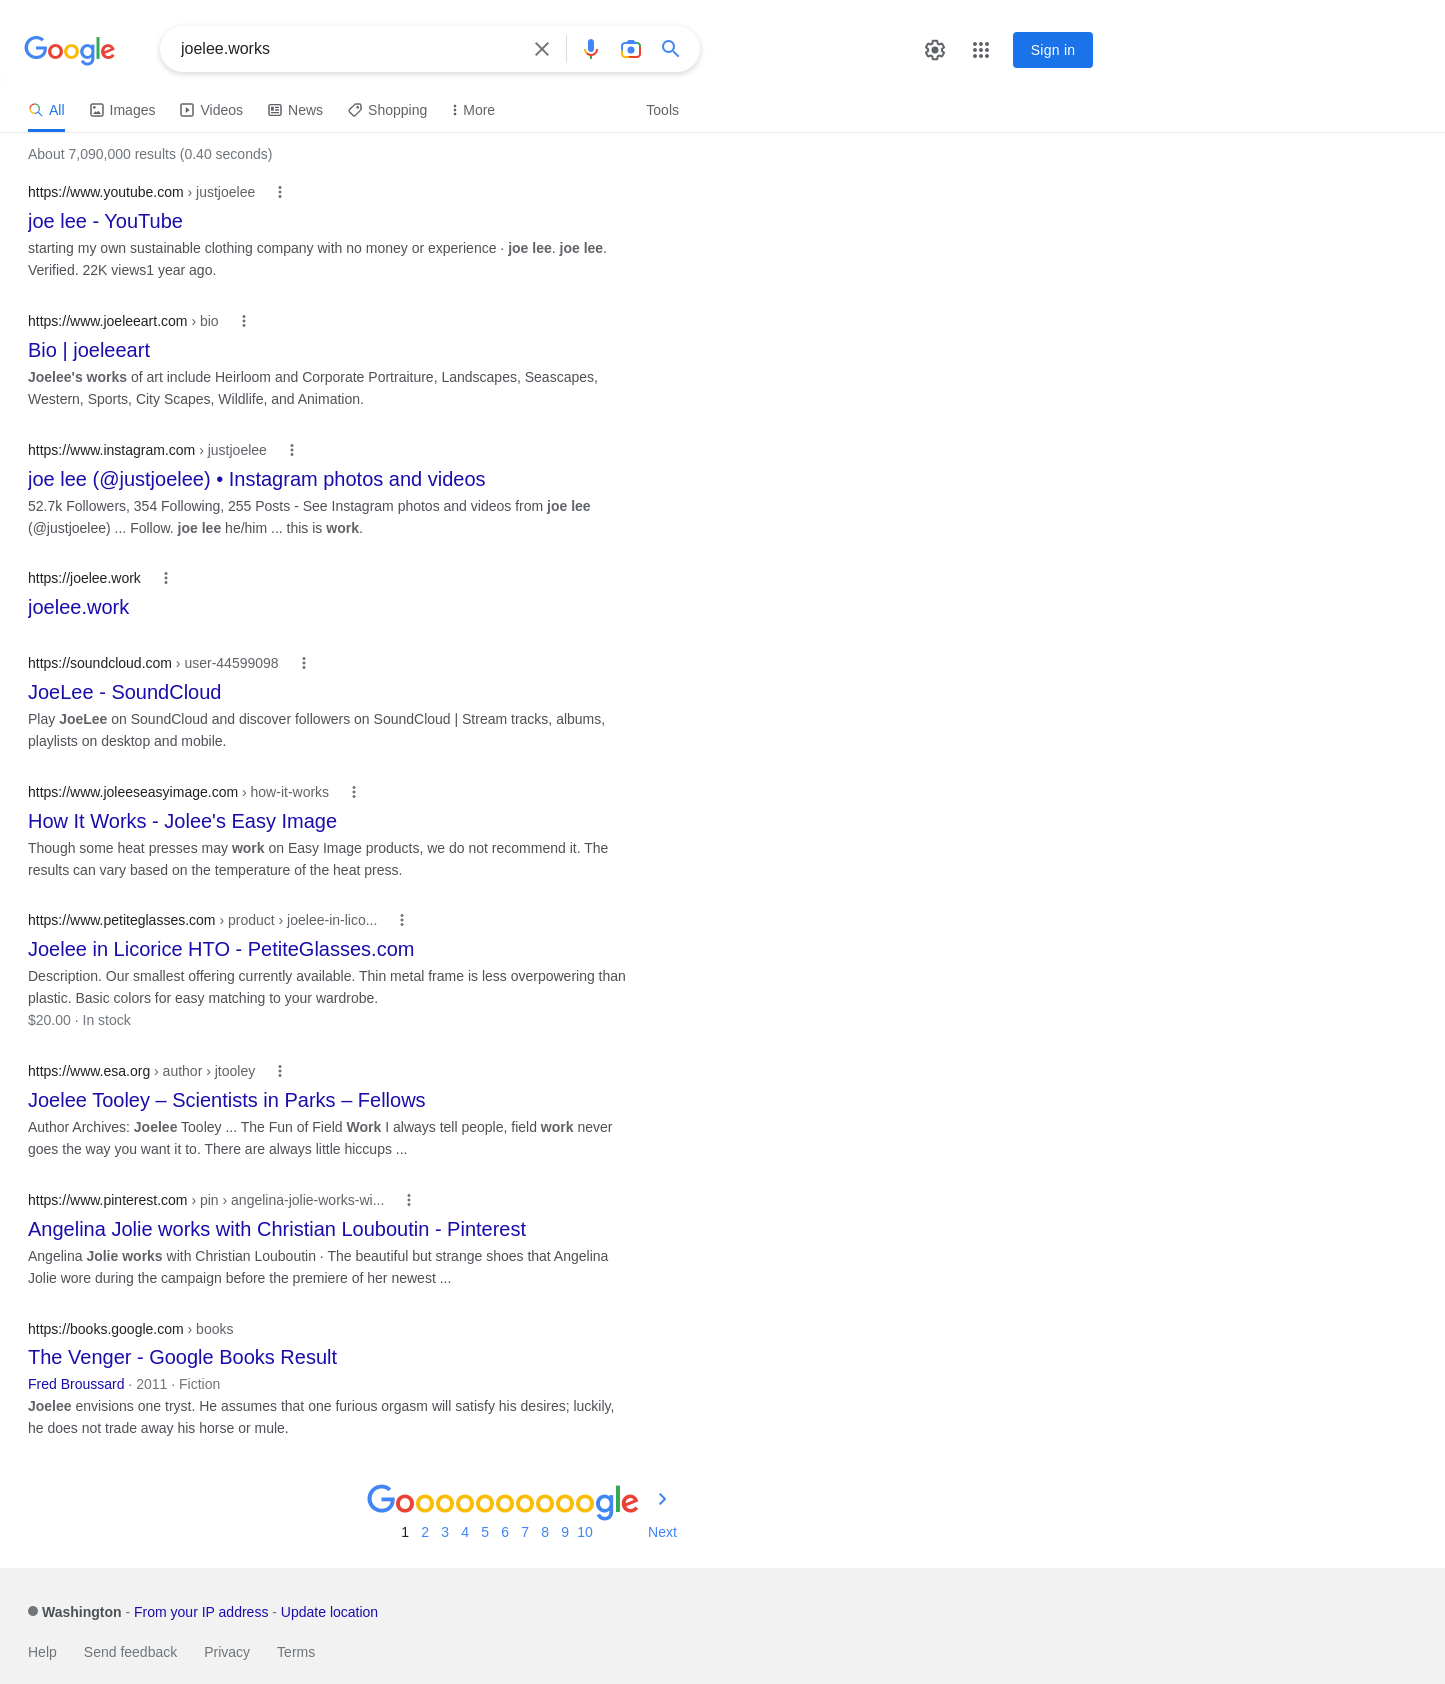 Google
joelee.works
Sign in
All Images Videos News Shopping More Tools
About 7,090,000 results (0.40 seconds)
https://www.youtube.com › justjoelee
joe lee - YouTube
starting my own sustainable clothing company with no money or experience · joe lee. joe lee.
Verified. 22K views1 year ago.
https://www.joeleeart.com › bio
Bio | joeleeart
Joelee's works of art include Heirloom and Corporate Portraiture, Landscapes, Seascapes,
Western, Sports, City Scapes, Wildlife, and Animation.
https://www.instagram.com › justjoelee
joe lee (@justjoelee) • Instagram photos and videos
52.7k Followers, 354 Following, 255 Posts - See Instagram photos and videos from joe lee
(@justjoelee) ... Follow. joe lee he/him ... this is work.
https://joelee.work
joelee.work
https://soundcloud.com › user-44599098
JoeLee - SoundCloud
Play JoeLee on SoundCloud and discover followers on SoundCloud | Stream tracks, albums,
playlists on desktop and mobile.
https://www.joleeseasyimage.com › how-it-works
How It Works - Jolee's Easy Image
Though some heat presses may work on Easy Image products, we do not recommend it. The
results can vary based on the temperature of the heat press.
https://www.petiteglasses.com › product › joelee-in-lico...
Joelee in Licorice HTO - PetiteGlasses.com
Description. Our smallest offering currently available. Thin metal frame is less overpowering than
plastic. Basic colors for easy matching to your wardrobe.
$20.00 · In stock
https://www.esa.org › author › jtooley
Joelee Tooley – Scientists in Parks – Fellows
Author Archives: Joelee Tooley ... The Fun of Field Work I always tell people, field work never
goes the way you want it to. There are always little hiccups ...
https://www.pinterest.com › pin › angelina-jolie-works-wi...
Angelina Jolie works with Christian Louboutin - Pinterest
Angelina Jolie works with Christian Louboutin · The beautiful but strange shoes that Angelina
Jolie wore during the campaign before the premiere of her newest ...
https://books.google.com › books
The Venger - Google Books Result
Fred Broussard · 2011 · Fiction
Joelee envisions one tryst. He assumes that one furious orgasm will satisfy his desires; luckily,
he does not trade away his horse or mule.
Goooooooooogle
1 2 3 4 5 6 7 8 9 10 Next
Washington - From your IP address - Update location
Help Send feedback Privacy Terms